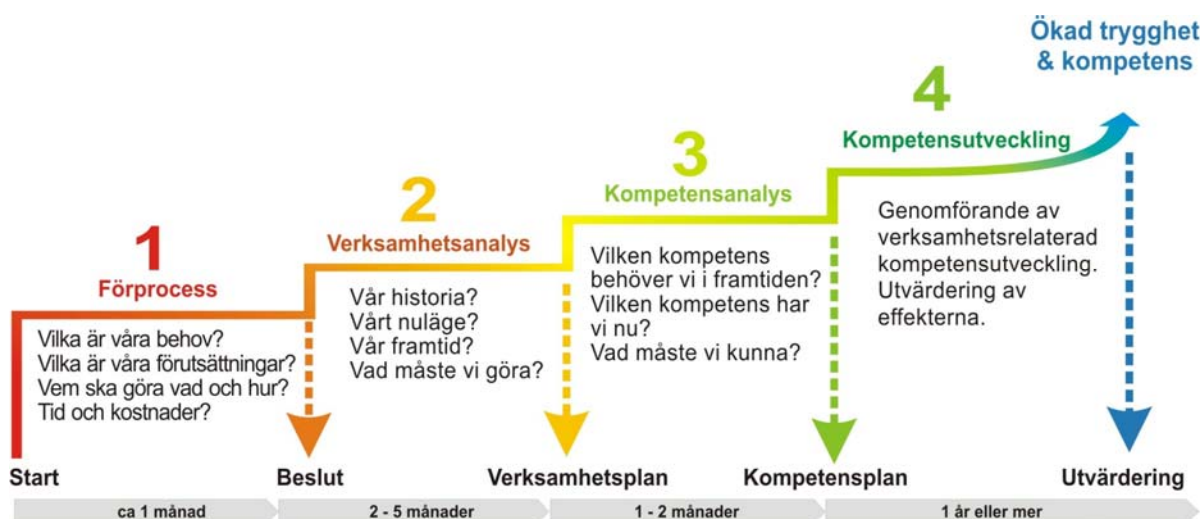 Ökad trygghet
& kompetens
1
Förprocess
Vilka är våra behov?
Vilka är våra förutsättningar?
Vem ska göra vad och hur?
Tid och kostnader?
2
Verksamhetsanalys
Vår historia?
Vårt nuläge?
Vår framtid?
Vad måste vi göra?
3
Kompetensanalys
Vilken kompetens
behöver vi i framtiden?
Vilken kompetens har
vi nu?
Vad måste vi kunna?
4
Kompetensutveckling
Genomförande av
verksamhetsrelaterad
kompetensutveckling.
Utvärdering av
effekterna.
Start
Beslut
Verksamhetsplan
Kompetensplan
Utvärdering
ca 1 månad
2 - 5 månader
1 - 2 månader
1 år eller mer